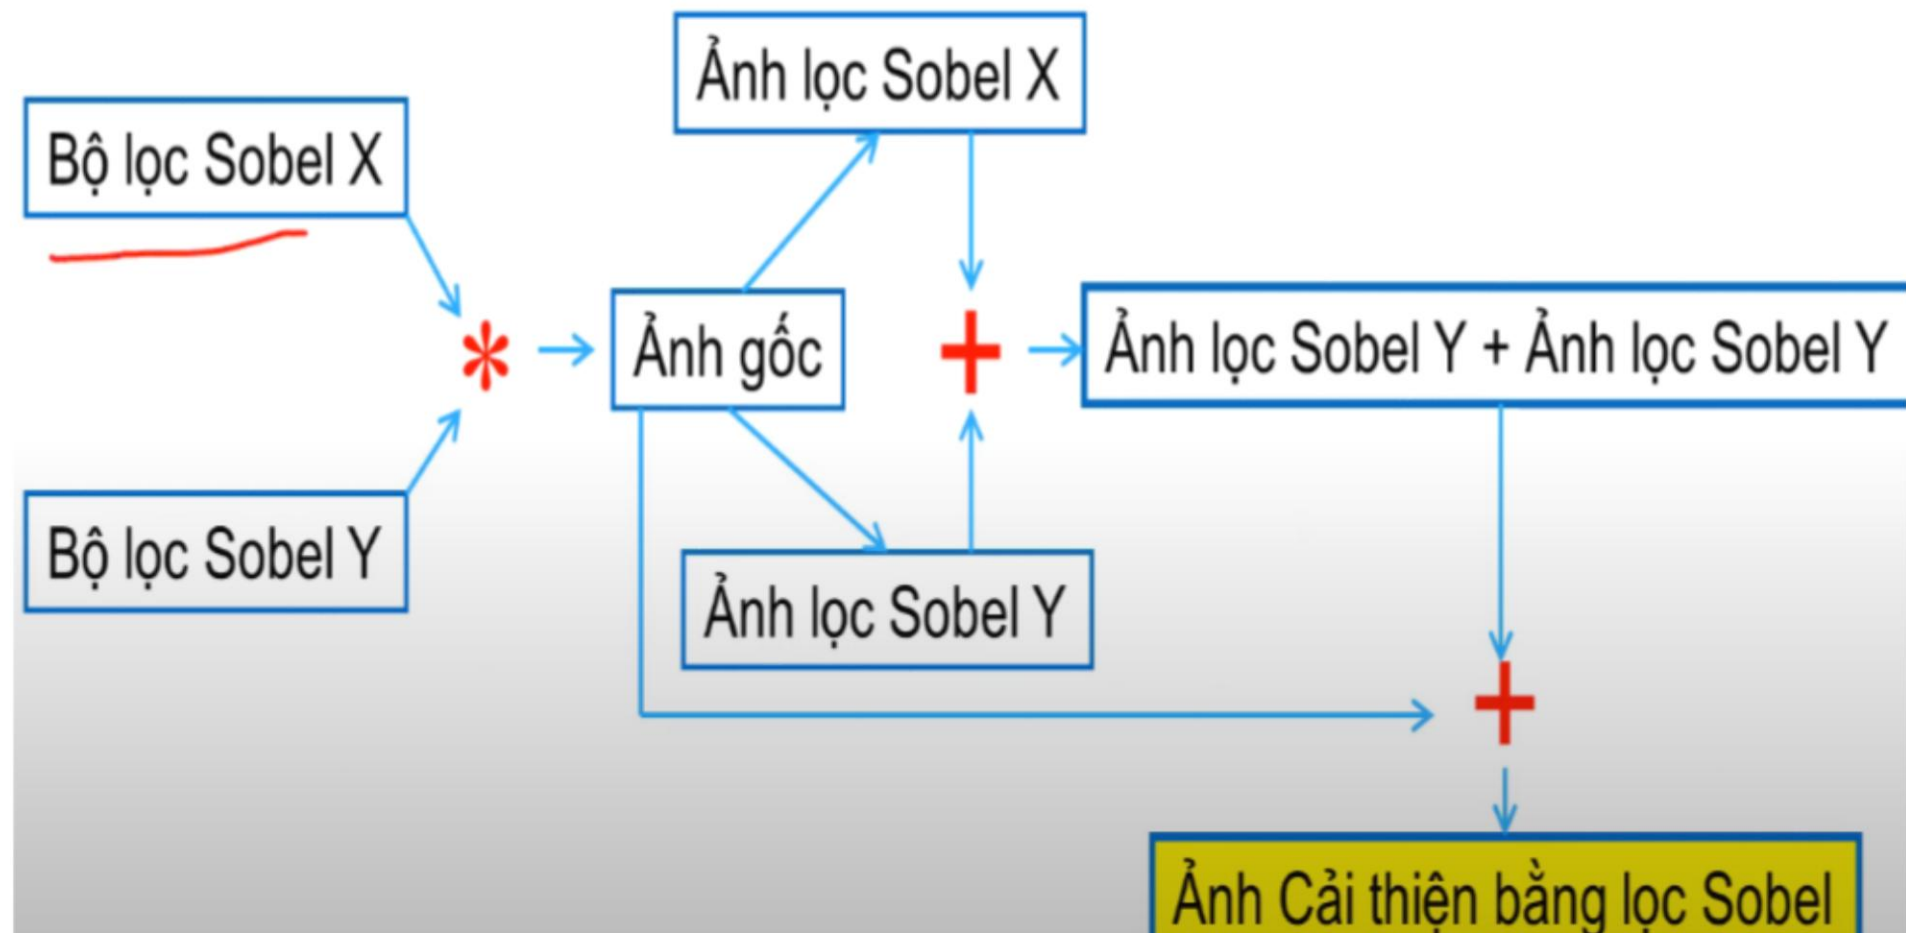 Ảnh lọc Sobel X
Bộ lọc Sobel X
*
Ảnh gốc
+
Ảnh lọc Sobel Y + Ảnh lọc Sobel Y
Bộ lọc Sobel Y
Ảnh lọc Sobel Y
+
Ảnh Cải thiện bằng lọc Sobel